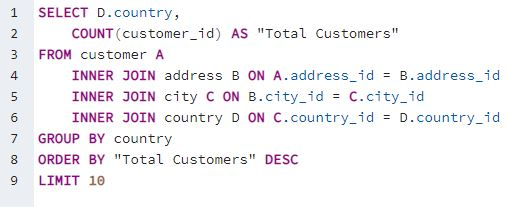 1 SELECT D.country,
2 COUNT(customer_id) AS "Total Customers"
3 FROM customer A
4 INNER JOIN address B ON A.address_id = B.address_id
5 INNER JOIN city C ON B.city_id = C.city_id
6 INNER JOIN country D ON C.country_id = D.country_id
7 GROUP BY country
8 ORDER BY "Total Customers" DESC
9 LIMIT 10